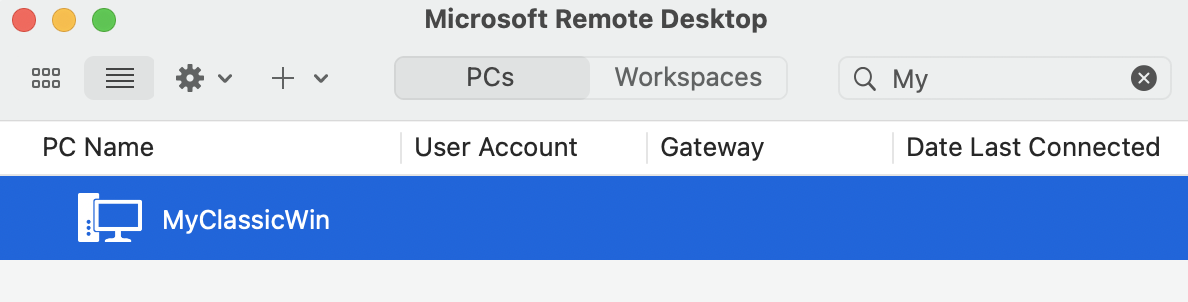 Microsoft Remote Desktop
PCs Workspaces My
PC Name User Account Gateway Date Last Connected
MyClassicWin